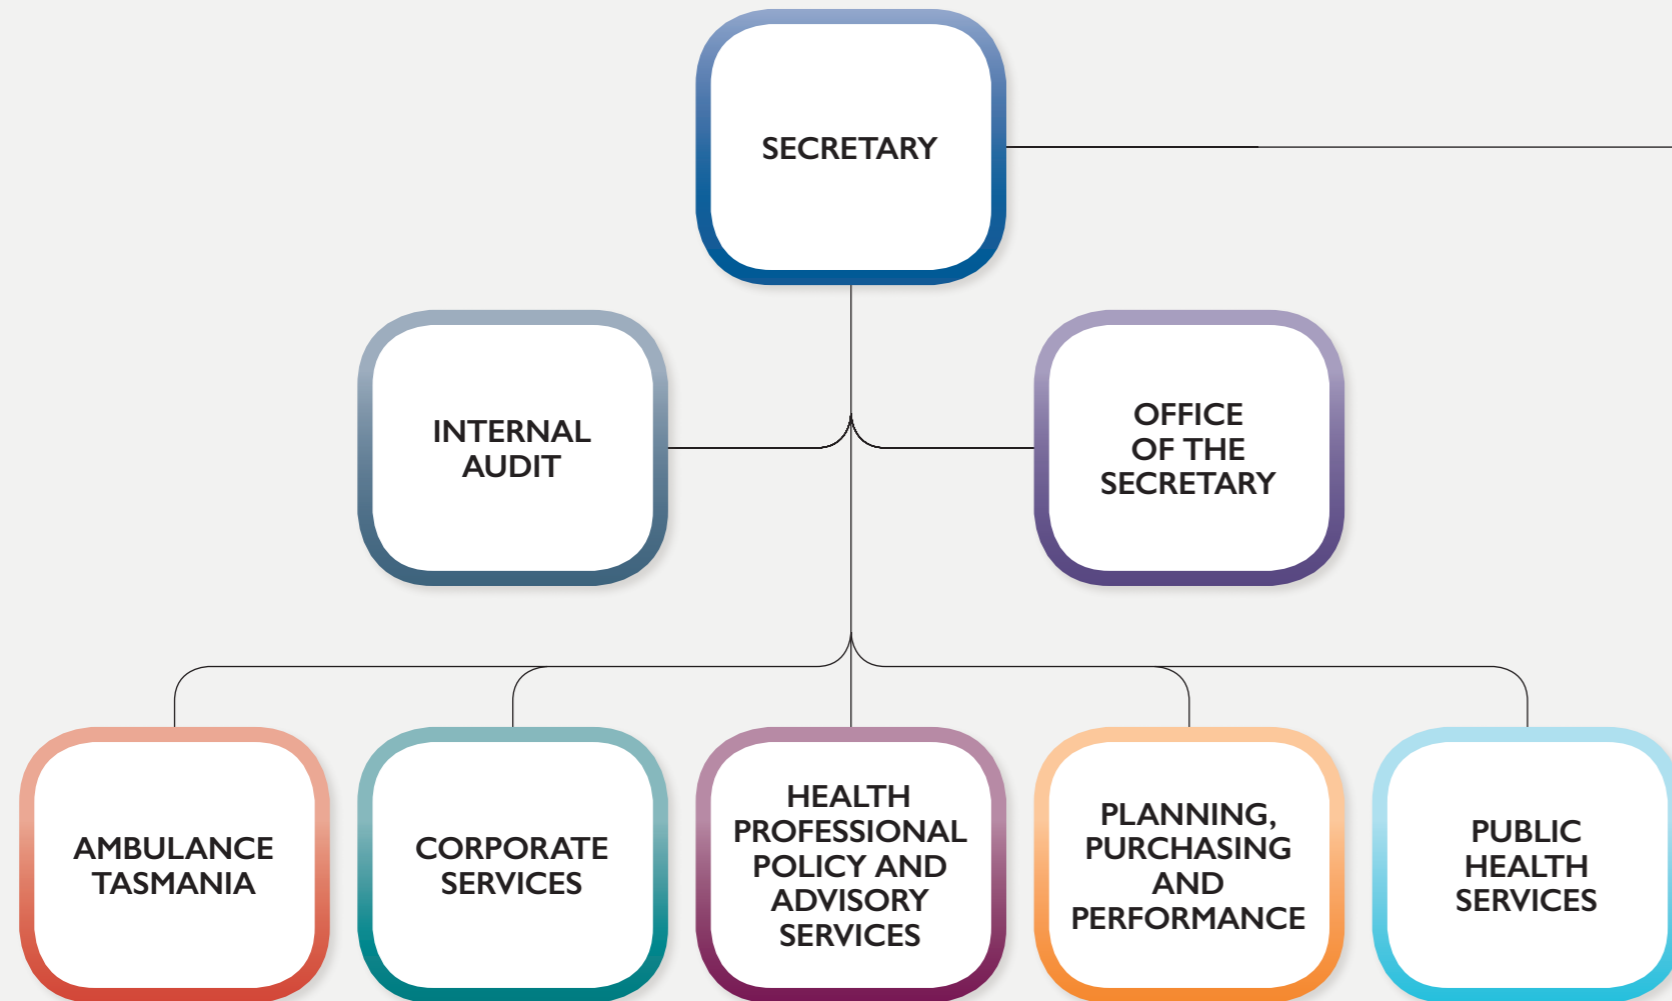 SECRETARY
INTERNAL
AUDIT
OFFICE
OF THE
SECRETARY
AMBULANCE
TASMANIA
CORPORATE
SERVICES
HEALTH
PROFESSIONAL
POLICY AND
ADVISORY
SERVICES
PLANNING,
PURCHASING
AND
PERFORMANCE
PUBLIC
HEALTH
SERVICES